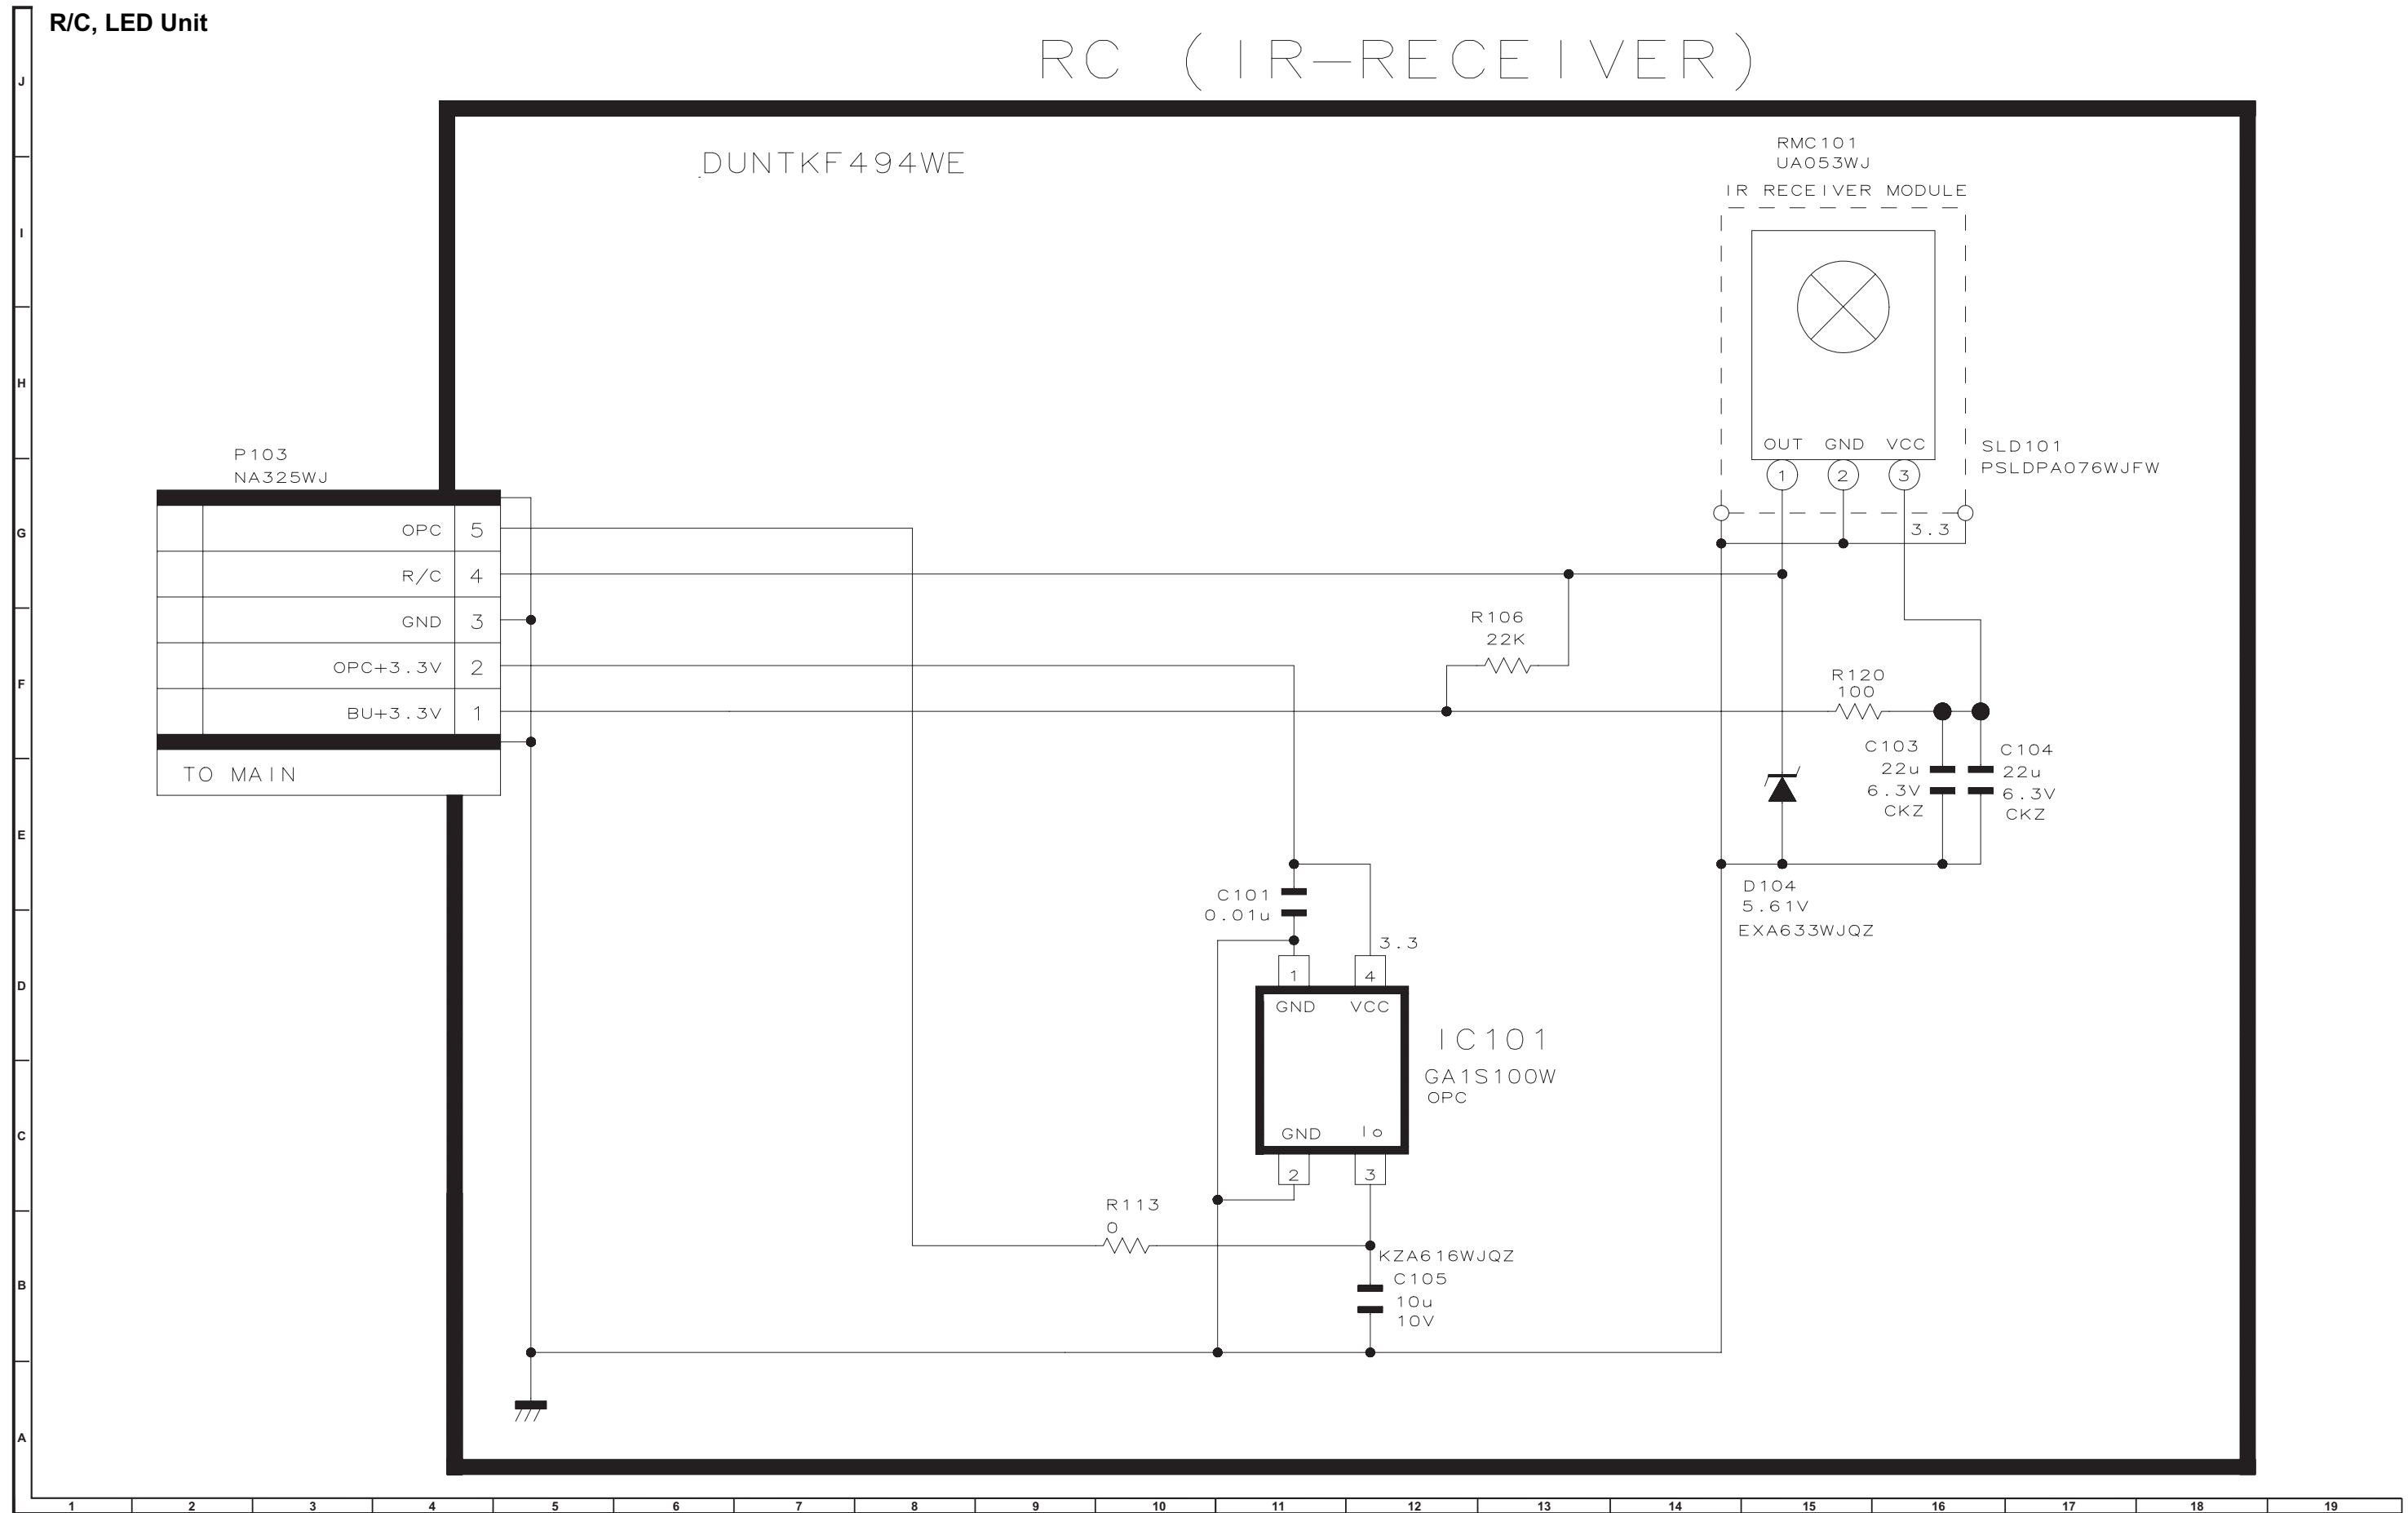 R/C, LED Unit
RC (IR-RECEIVER)
DUNTKF494WE
RMC101
UA053WJ
IR RECEIVER MODULE
OUT GND VCC
1 2 3
3.3
SLD101
PSLDPA076WJFW
P103
NA325WJ
OPC 5
R/C 4
GND 3
OPC+3.3V 2
BU+3.3V 1
TO MAIN
R106
22K
R120
100
C103
22u
6.3V
CKZ
C104
22u
6.3V
CKZ
D104
5.61V
EXA633WJQZ
C101
0.01u
3.3
1 4
GND VCC
IC101
GA1S100W
OPC
GND Io
2 3
R113
0
KZA616WJQZ
C105
10u
10V
J
I
H
G
F
E
D
C
B
A
1 2 3 4 5 6 7 8 9 10 11 12 13 14 15 16 17 18 19